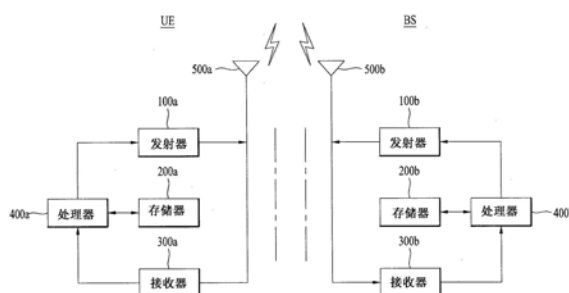 UE
BS
500a
500b
100a
100b
发射器
发射器
200a
200b
400a
处理器
存储器
存储器
处理器
400
300a
300b
接收器
接收器